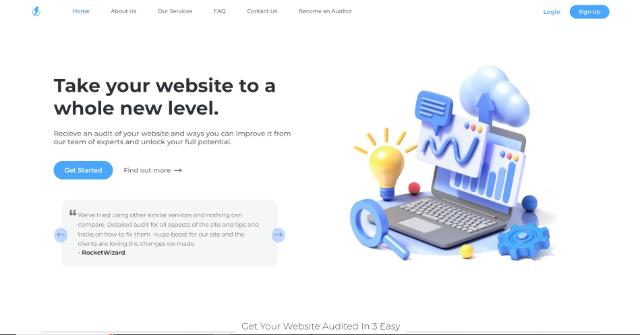 Home About Us Our Services FAQ Contact Us Become an Auditor Login Sign Up
Take your website to a
whole new level.
Recieve an audit of your website and ways you can improve it from
our team of experts and unlock your full potential.
Get Started Find out more →
“ We've tried using other similar services and nothing can
compare. Detailed audit for all aspects of the site and tips and
tricks on how to fix them. Huge boost for our site and the
clients are loving the changes we made.
- RocketWizard
Get Your Website Audited In 3 Easy